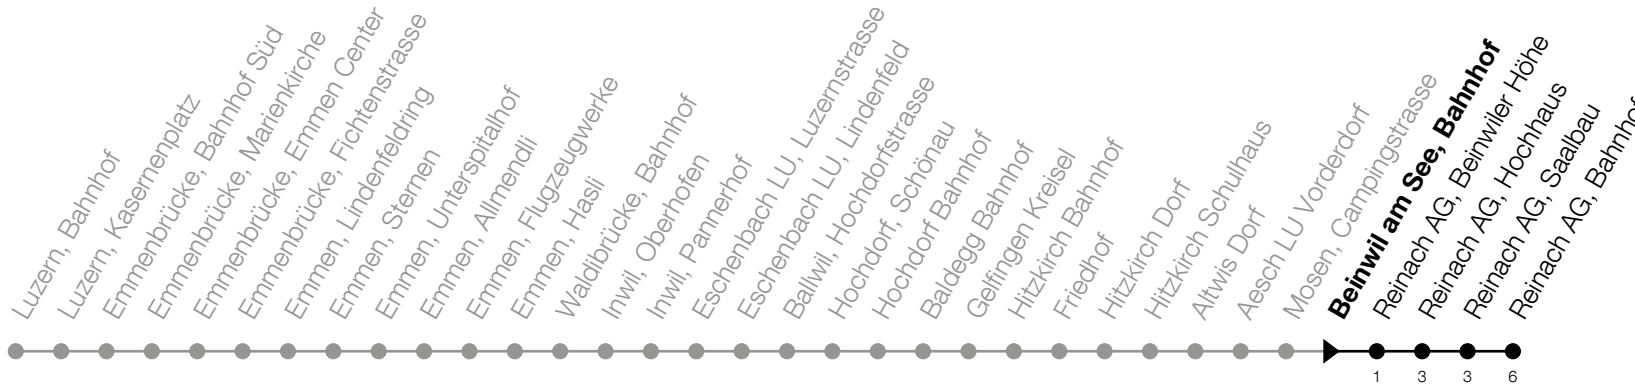 Luzern, Bahnhof
Luzern, Kasernenplatz
Emmenbrücke, Bahnhof Süd
Emmenbrücke, Marienkirche
Emmenbrücke, Emmen Center
Emmenbrücke, Fichtenstrasse
Emmen, Lindenfeldring
Emmen, Sternen
Emmen, Unterspitalhof
Emmen, Allmendli
Emmen, Flugzeugwerke
Emmen, Hasli
Waldibrücke, Bahnhof
Inwil, Oberhofen
Inwil, Pannerhof
Eschenbach LU, Luzernstrasse
Eschenbach LU, Lindenfeld
Ballwil, Hochdorfstrasse
Hochdorf, Schönau
Hochdorf Bahnhof
Baldegg Bahnhof
Gelfingen Kreisel
Hitzkirch Bahnhof
Friedhof
Hitzkirch Dorf
Hitzkirch Schulhaus
Altwis Dorf
Aesch LU Vorderdorf
Mosen, Campingstrasse
Beinwil am See, Bahnhof
Reinach AG, Beinwiler Höhe
Reinach AG, Hochhaus
Reinach AG, Saalbau
Reinach AG, Bahnhof
1 3 3 6